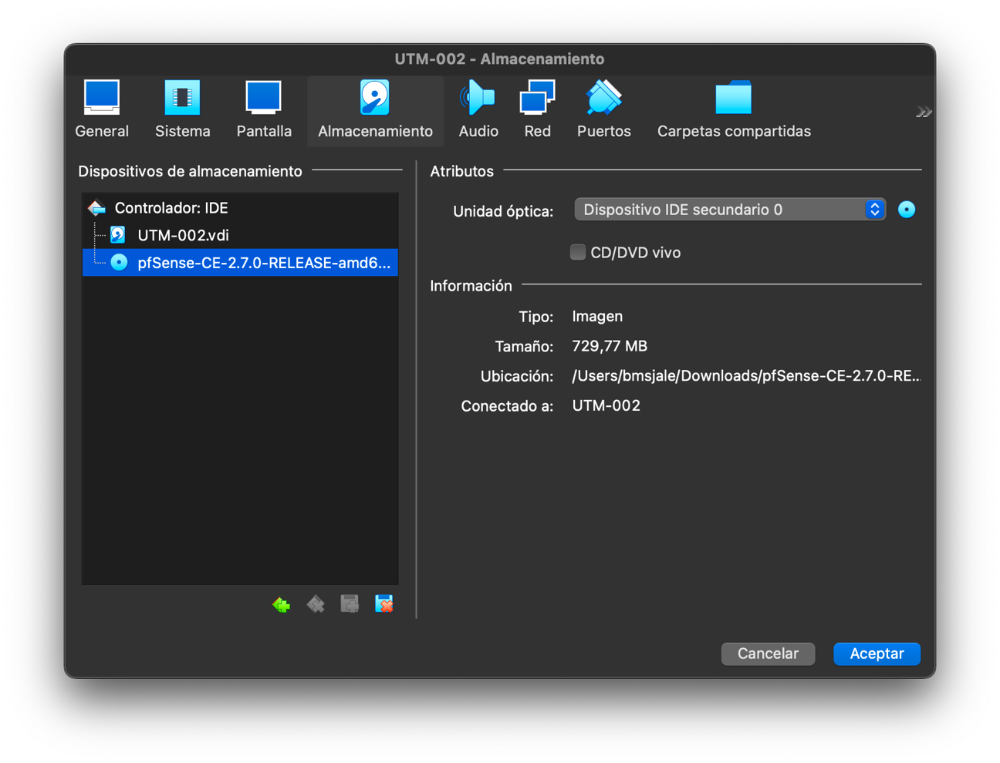 UTM-002 - Almacenamiento
General
Sistema
Pantalla
Almacenamiento
Audio
Red
Puertos
Carpetas compartidas
Dispositivos de almacenamiento
Controlador: IDE
UTM-002.vdi
pfSense-CE-2.7.0-RELEASE-amd6...
Atributos
Unidad óptica: Dispositivo IDE secundario 0
CD/DVD vivo
Información
Tipo: Imagen
Tamaño: 729,77 MB
Ubicación: /Users/bmsjale/Downloads/pfSense-CE-2.7.0-RE...
Conectado a: UTM-002
Cancelar
Aceptar